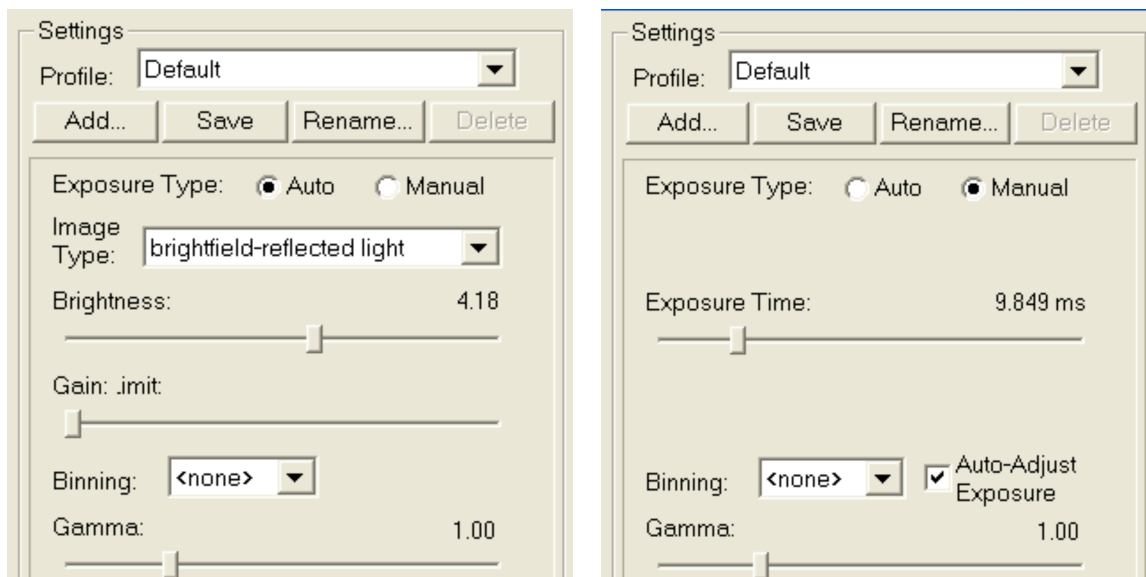 Settings
Profile: Default
Add... Save Rename... Delete
Exposure Type: Auto Manual
Image
Type: brightfield-reflected light
Brightness: 4.18
Gain: .imit:
Binning: <none>
Gamma: 1.00
Settings
Profile: Default
Add... Save Rename... Delete
Exposure Type: Auto Manual
Exposure Time: 9.849 ms
Binning: <none> Auto-Adjust
Exposure
Gamma: 1.00